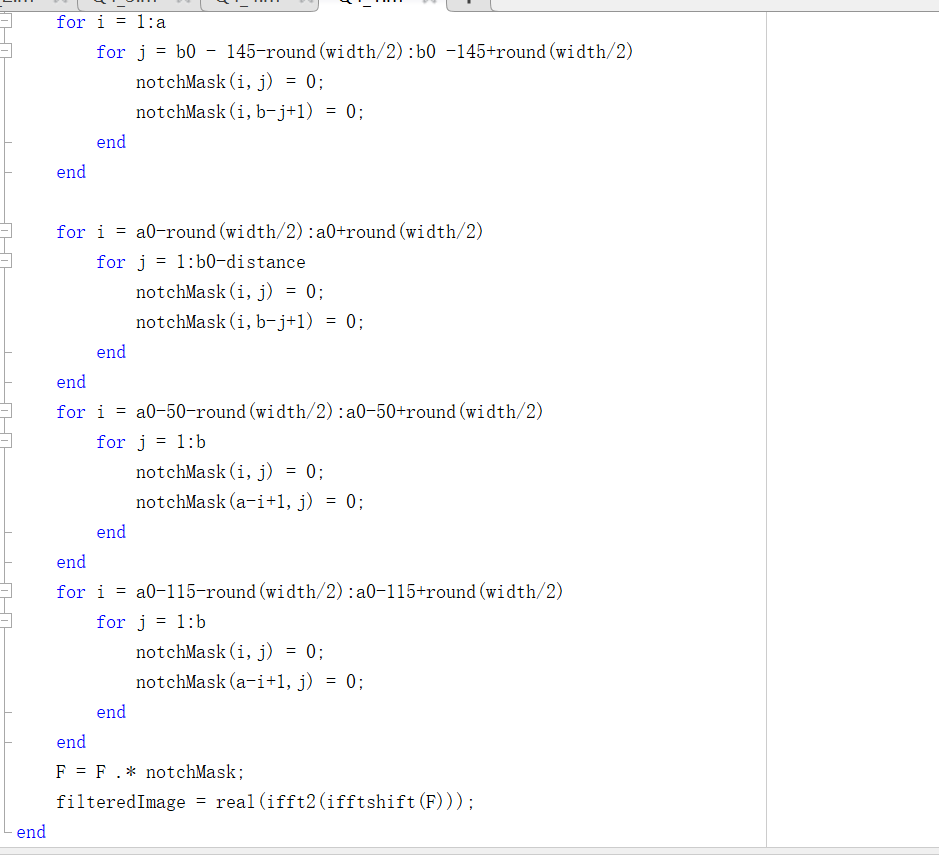 for i = 1:a
for j = b0 - 145-round(width/2):b0 -145+round(width/2)
notchMask(i,j) = 0;
notchMask(i,b-j+1) = 0;
end
end
for i = a0-round(width/2):a0+round(width/2)
for j = 1:b0-distance
notchMask(i,j) = 0;
notchMask(i,b-j+1) = 0;
end
end
for i = a0-50-round(width/2):a0-50+round(width/2)
for j = 1:b
notchMask(i,j) = 0;
notchMask(a-i+1,j) = 0;
end
end
for i = a0-115-round(width/2):a0-115+round(width/2)
for j = 1:b
notchMask(i,j) = 0;
notchMask(a-i+1,j) = 0;
end
end
F = F .* notchMask;
filteredImage = real(ifft2(ifftshift(F)));
end